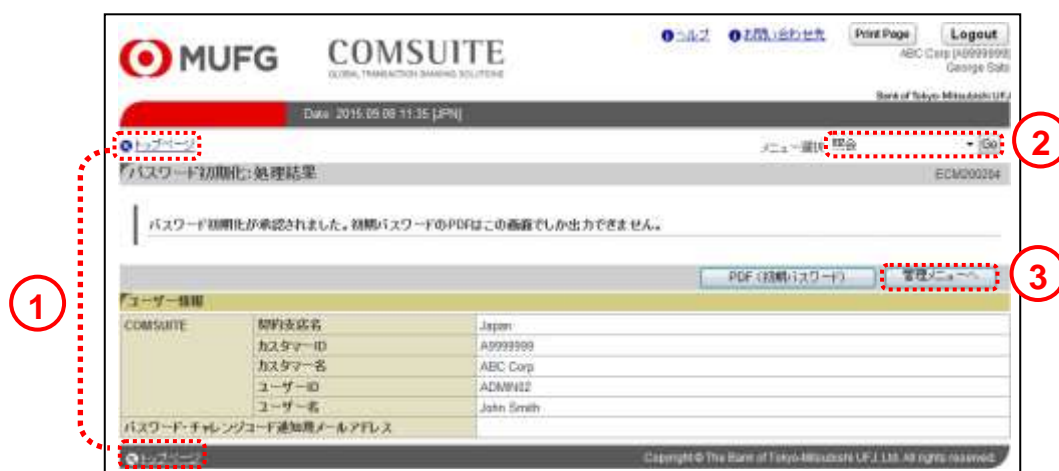 MUFG
COMSUITE
GLOBAL TRANSACTION BANKING SOLUTIONS
ヘルプ お問い合わせ先 Print Page Logout
ABC Corp [A9999999]
George Sato
Bank of Tokyo-Mitsubishi UFJ
Date: 2015.09.08 11:35 [JPN]
トップページ メニュー選択 照会 Go
2
パスワード初期化:処理結果 ECM200204
パスワード初期化が承認されました。初期パスワードのPDFはこの画面でしか出力できません。
PDF (初期パスワード) 管理メニューへ
3
1
ユーザー情報
COMSUITE 契約支店名 Japan
カスタマーID A9999999
カスタマー名 ABC Corp
ユーザーID ADMIN02
ユーザー名 John Smith
パスワード・チャレンジコード通知用メールアドレス
トップページ Copyright © The Bank of Tokyo-Mitsubishi UFJ, Ltd. All rights reserved.